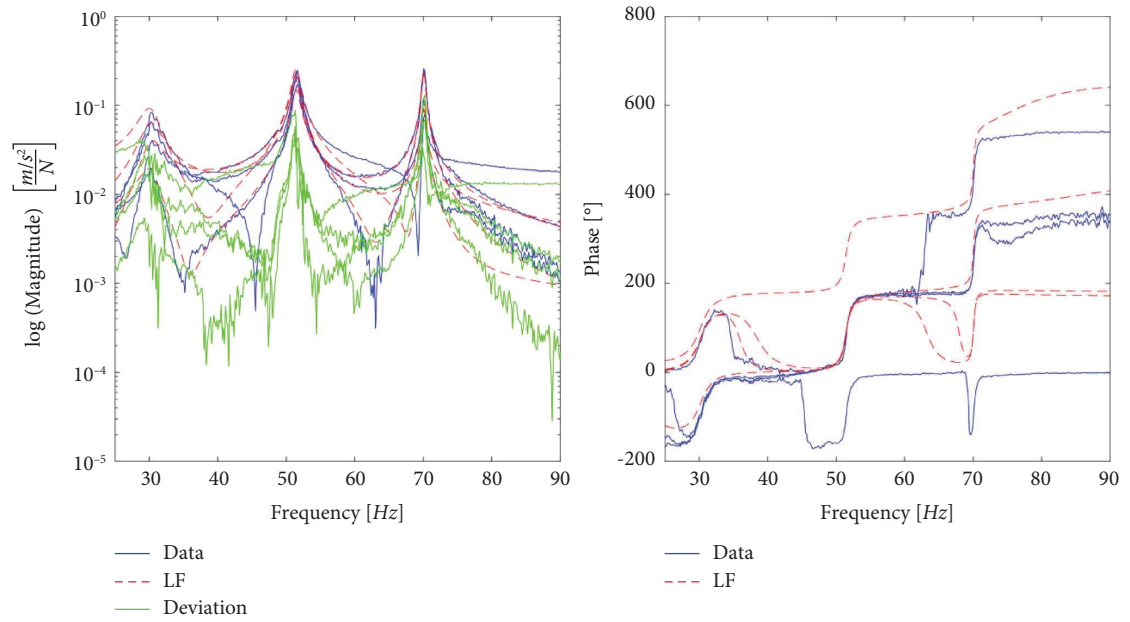 10⁰
10⁻¹
10⁻²
10⁻³
10⁻⁴
10⁻⁵
log (Magnitude) [m/s²/N]
30 40 50 60 70 80 90
Frequency [Hz]
Data
LF
Deviation
800
600
400
200
0
-200
Phase [°]
30 40 50 60 70 80 90
Frequency [Hz]
Data
LF